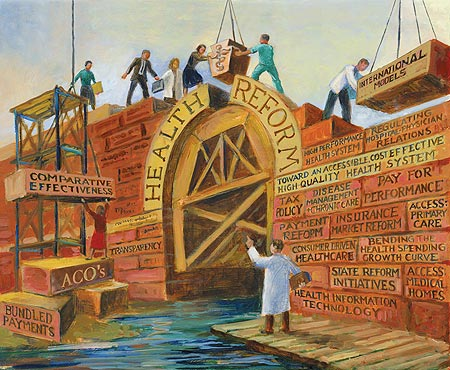 HEALTH REFORM
INTERNATIONAL
MODELS
COMPARATIVE
EFFECTIVENESS
TRANSPARENCY
ACO's
BUNDLED
PAYMENTS
HIGH PERFORMANCE
HEALTH SYSTEM
REGULATING
HOSPITAL-PHYSICIAN
RELATIONS
TOWARD AN ACCESSIBLE, COST EFFECTIVE
HIGH QUALITY HEALTH SYSTEM
TAX
POLICY
DISEASE
MANAGEMENT
+CHRONIC CARE
PAY FOR
PERFORMANCE
PAYMENT
REFORM
INSURANCE
MARKET REFORM
ACCESS:
PRIMARY
CARE
CONSUMER DRIVEN
HEALTHCARE
BENDING THE
HEALTH SPENDING
GROWTH CURVE
STATE REFORM
INITIATIVES
ACCESS:
MEDICAL
HOMES
HEALTH INFORMATION
TECHNOLOGY